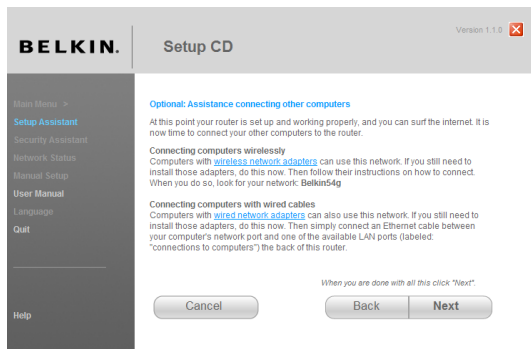 Version 1.1.0
BELKIN.
Setup CD
Main Menu
Setup Assistant
Security Assistant
Network Status
Manual Setup
User Manual
Language
Quit
Help
Optional: Assistance connecting other computers
At this point your router is set up and working properly, and you can surf the internet. It is
now time to connect your other computers to the router.
Connecting computers wirelessly
Computers with wireless network adapters can use this network. If you still need to
install those adapters, do this now. Then follow their instructions on how to connect.
When you do so, look for your network: Belkin54g
Connecting computers with wired cables
Computers with wired network adapters can also use this network. If you still need to
install those adapters, do this now. Then simply connect an Ethernet cable between
your computer's network port and one of the available LAN ports (labeled:
"connections to computers") the back of this router.
When you are done with all this click "Next".
Cancel
Back
Next